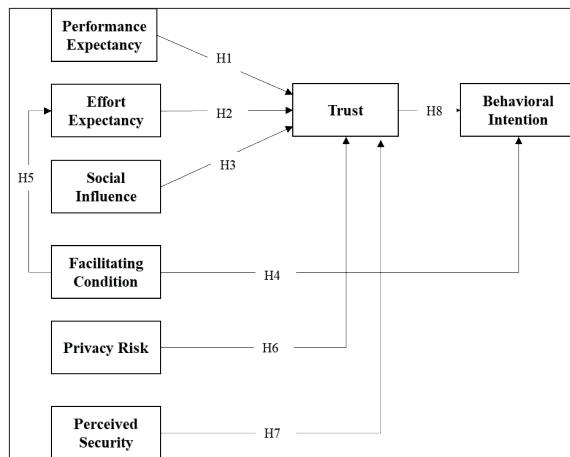 Performance
Expectancy
H1
Effort
Expectancy
H2
Trust
H8
Behavioral
Intention
H5
Social
Influence
H3
Facilitating
Condition
H4
Privacy Risk
H6
Perceived
Security
H7